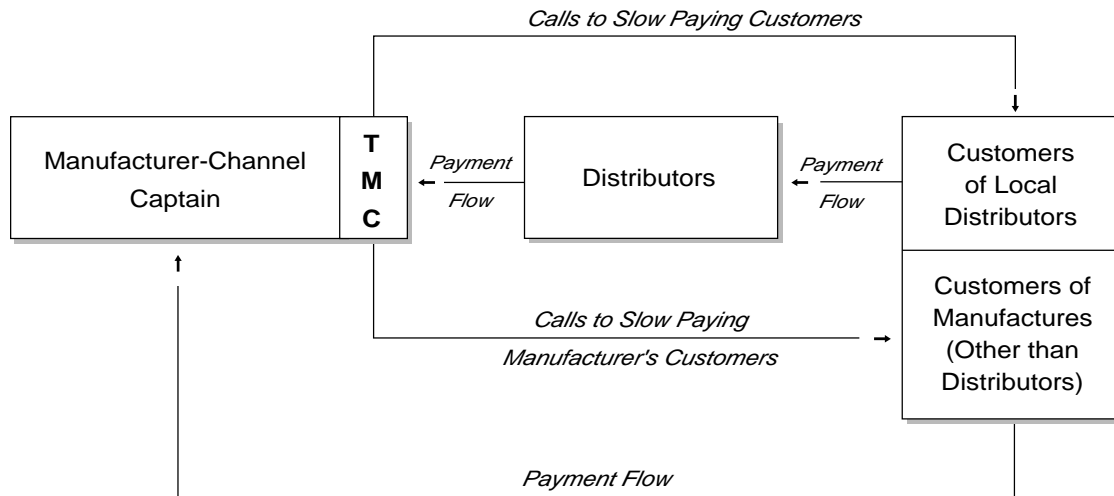 Calls to Slow Paying Customers
Manufacturer-Channel
Captain
T
M
C
Payment
Flow
Distributors
Payment
Flow
Customers
of Local
Distributors
Customers of
Manufactures
(Other than
Distributors)
Calls to Slow Paying
Manufacturer's Customers
Payment Flow